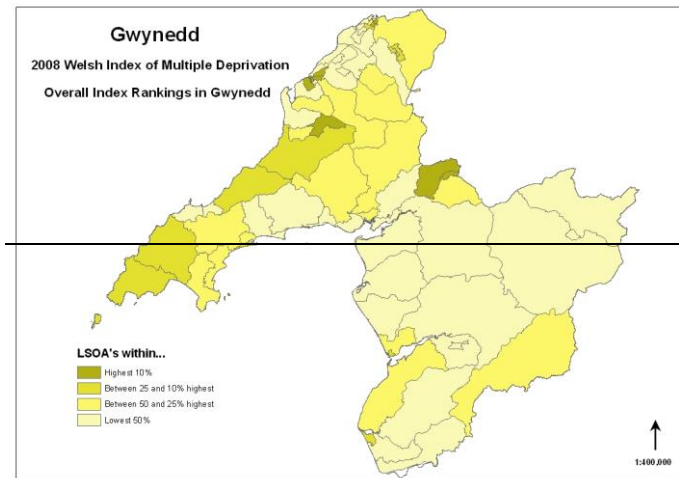 Gwynedd
2008 Welsh Index of Multiple Deprivation
Overall Index Rankings in Gwynedd
LSOA's within...
Highest 10%
Between 25 and 10% highest
Between 50 and 25% highest
Lowest 50%
1:400,000